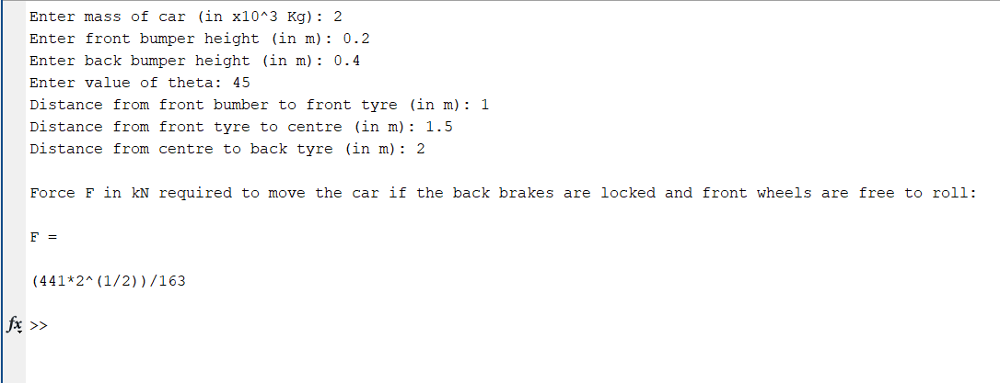 Enter mass of car (in x10^3 Kg): 2
Enter front bumper height (in m): 0.2
Enter back bumper height (in m): 0.4
Enter value of theta: 45
Distance from front bumber to front tyre (in m): 1
Distance from front tyre to centre (in m): 1.5
Distance from centre to back tyre (in m): 2
Force F in kN required to move the car if the back brakes are locked and front wheels are free to roll:
F =
(441*2^(1/2))/163
fx >>